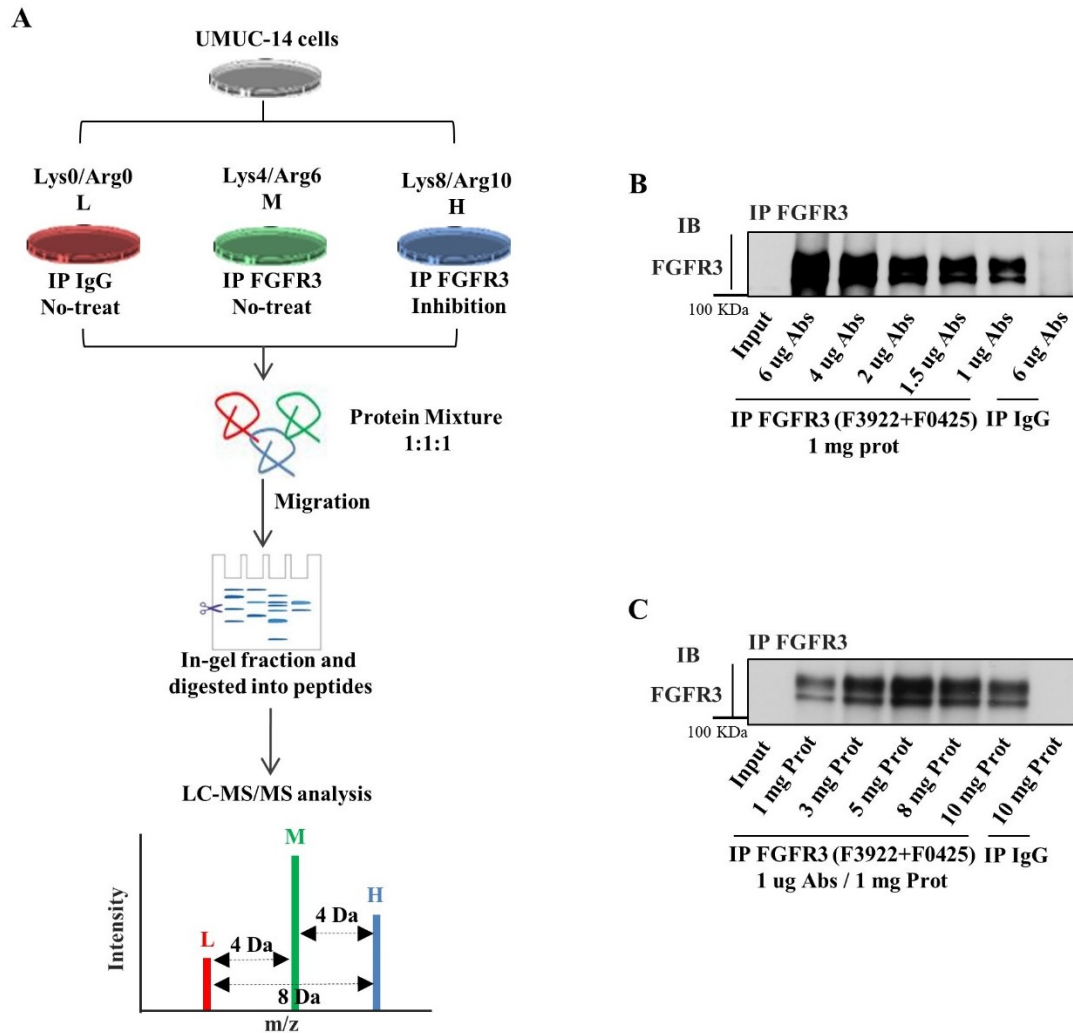 A
UMUC-14 cells
Lys0/Arg0
L
Lys4/Arg6
M
Lys8/Arg10
H
IP IgG
No-treat
IP FGFR3
No-treat
IP FGFR3
Inhibition
Protein Mixture
1:1:1
Migration
In-gel fraction and
digested into peptides
LC-MS/MS analysis
Intensity
L
M
H
4 Da
4 Da
8 Da
m/z
B
IP FGFR3
IB
FGFR3
100 KDa
Input
6 ug Abs
4 ug Abs
2 ug Abs
1.5 ug Abs
1 ug Abs
6 ug Abs
IP FGFR3 (F3922+F0425)
1 mg prot
IP IgG
C
IP FGFR3
IB
FGFR3
100 KDa
Input
1 mg Prot
3 mg Prot
5 mg Prot
8 mg Prot
10 mg Prot
10 mg Prot
IP FGFR3 (F3922+F0425)
1 ug Abs / 1 mg Prot
IP IgG